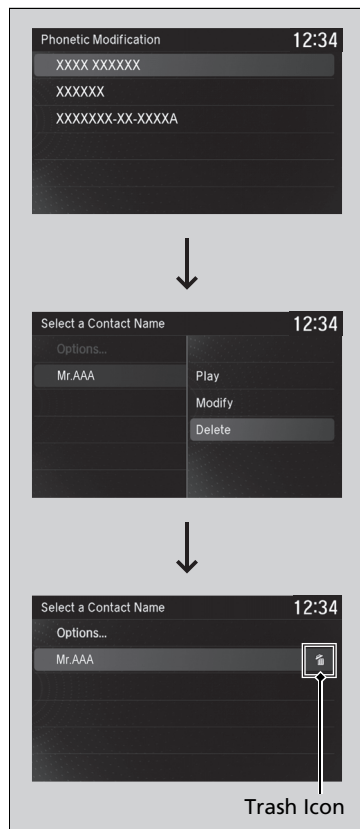 Phonetic Modification 12:34
XXXX XXXXXX
XXXXXX
XXXXXXX-XX-XXXXA
Select a Contact Name 12:34
Options...
Mr.AAA Play
Modify
Delete
Select a Contact Name 12:34
Options...
Mr.AAA
Trash Icon